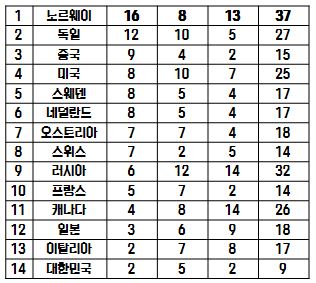 1 노르웨이 16 8 13 37
2 독일 12 10 5 27
3 중국 9 4 2 15
4 미국 8 10 7 25
5 스웨덴 8 5 4 17
6 네덜란드 8 5 4 17
7 오스트리아 7 7 4 18
8 스위스 7 2 5 14
9 러시아 6 12 14 32
10 프랑스 5 7 2 14
11 캐나다 4 8 14 26
12 일본 3 6 9 18
13 이탈리아 2 7 8 17
14 대한민국 2 5 2 9